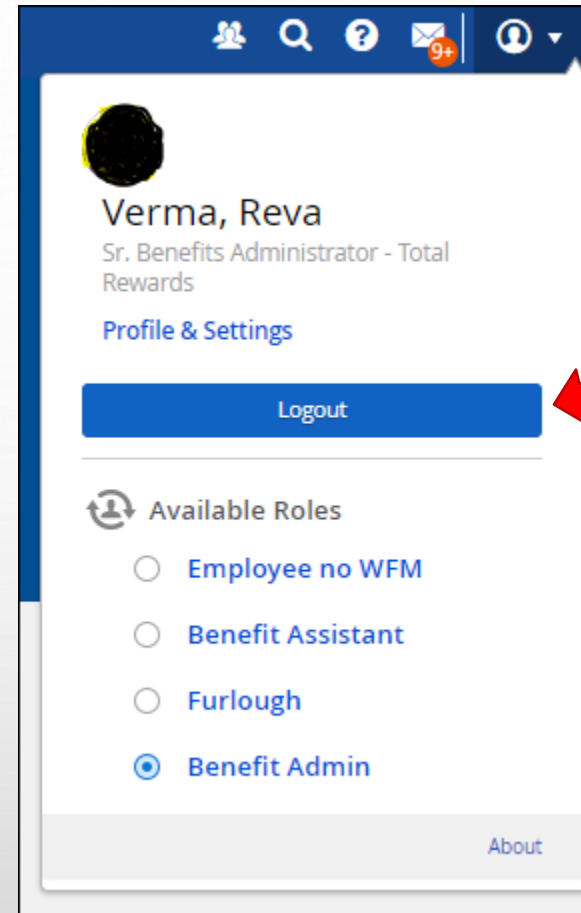 9+
Verma, Reva
Sr. Benefits Administrator - Total
Rewards
Profile & Settings
Logout
Available Roles
Employee no WFM
Benefit Assistant
Furlough
Benefit Admin
About